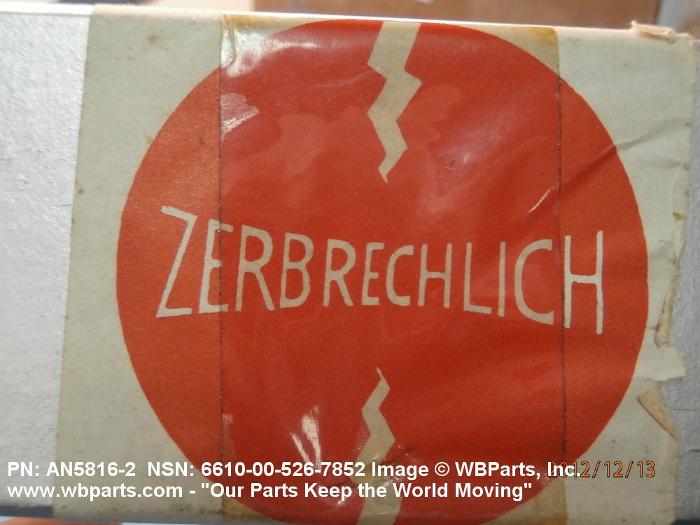 ZERBRECHLICH
PN: AN5816-2 NSN: 6610-00-526-7852 Image © WBParts, Inc.
2012/12/13
www.wbparts.com - "Our Parts Keep the World Moving"